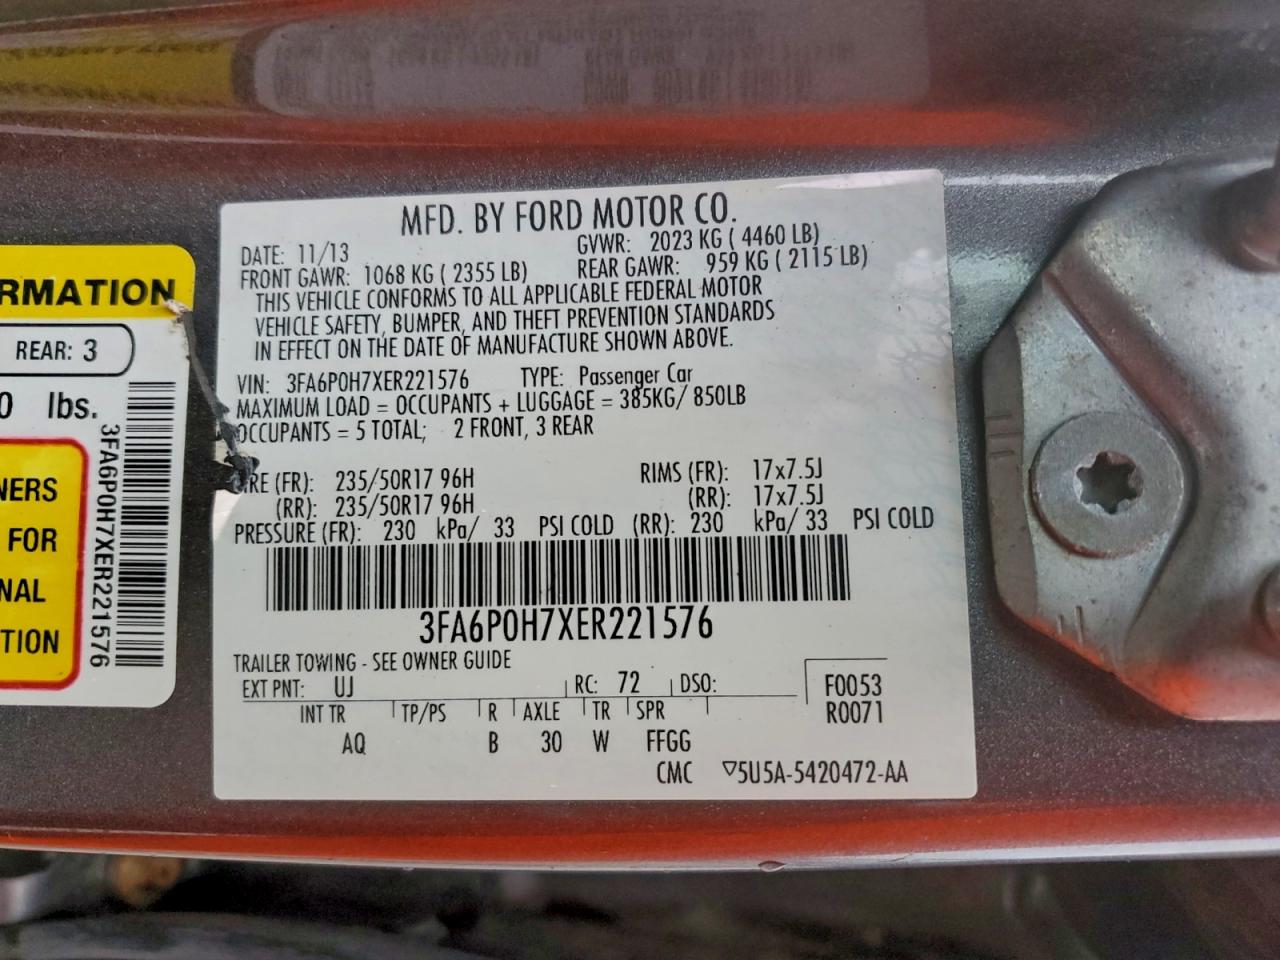 RMATION
REAR: 3
0 lbs.
NERS
FOR
NAL
TION
3FA6P0H7XER221576
MFD. BY FORD MOTOR CO.
DATE: 11/13 GVWR: 2023 KG ( 4460 LB)
FRONT GAWR: 1068 KG ( 2355 LB) REAR GAWR: 959 KG ( 2115 LB)
THIS VEHICLE CONFORMS TO ALL APPLICABLE FEDERAL MOTOR
VEHICLE SAFETY, BUMPER, AND THEFT PREVENTION STANDARDS
IN EFFECT ON THE DATE OF MANUFACTURE SHOWN ABOVE.
VIN: 3FA6P0H7XER221576 TYPE: Passenger Car
MAXIMUM LOAD = OCCUPANTS + LUGGAGE = 385KG/ 850LB
OCCUPANTS = 5 TOTAL; 2 FRONT, 3 REAR
RE (FR): 235/50R17 96H RIMS (FR): 17x7.5J
(RR): 235/50R17 96H (RR): 17x7.5J
PRESSURE (FR): 230 kPa/ 33 PSI COLD (RR): 230 kPa/ 33 PSI COLD
3FA6P0H7XER221576
TRAILER TOWING - SEE OWNER GUIDE
EXT PNT: UJ RC: 72 DSO: F0053
INT TR TP/PS R AXLE TR SPR R0071
AQ B 30 W FFGG
CMC ▽5U5A-5420472-AA